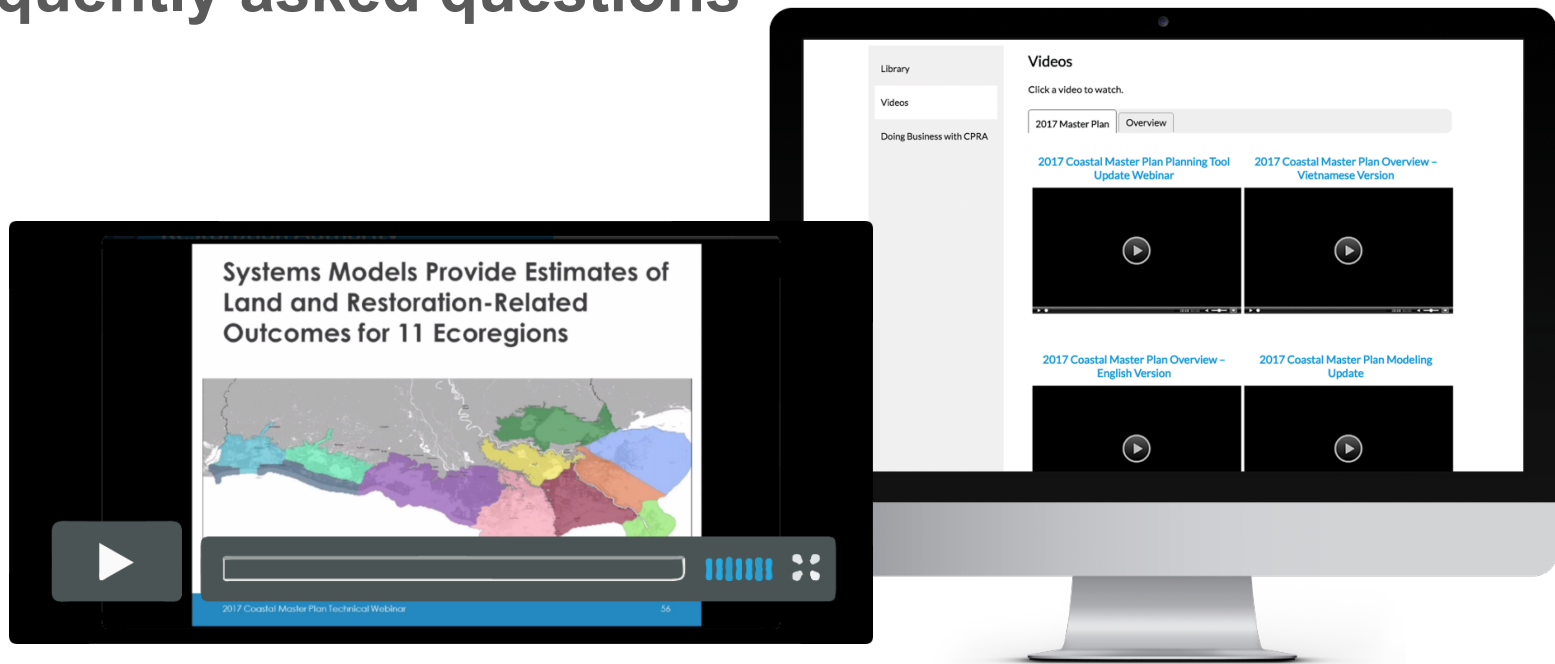 quently asked questions
Library
Videos
Doing Business with CPRA
Videos
Click a video to watch.
2017 Master Plan
Overview
2017 Coastal Master Plan Planning Tool
Update Webinar
2017 Coastal Master Plan Overview –
Vietnamese Version
2017 Coastal Master Plan Overview –
English Version
2017 Coastal Master Plan Modeling
Update
Systems Models Provide Estimates of
Land and Restoration-Related
Outcomes for 11 Ecoregions
2017 Coastal Master Plan Technical Webinar
56